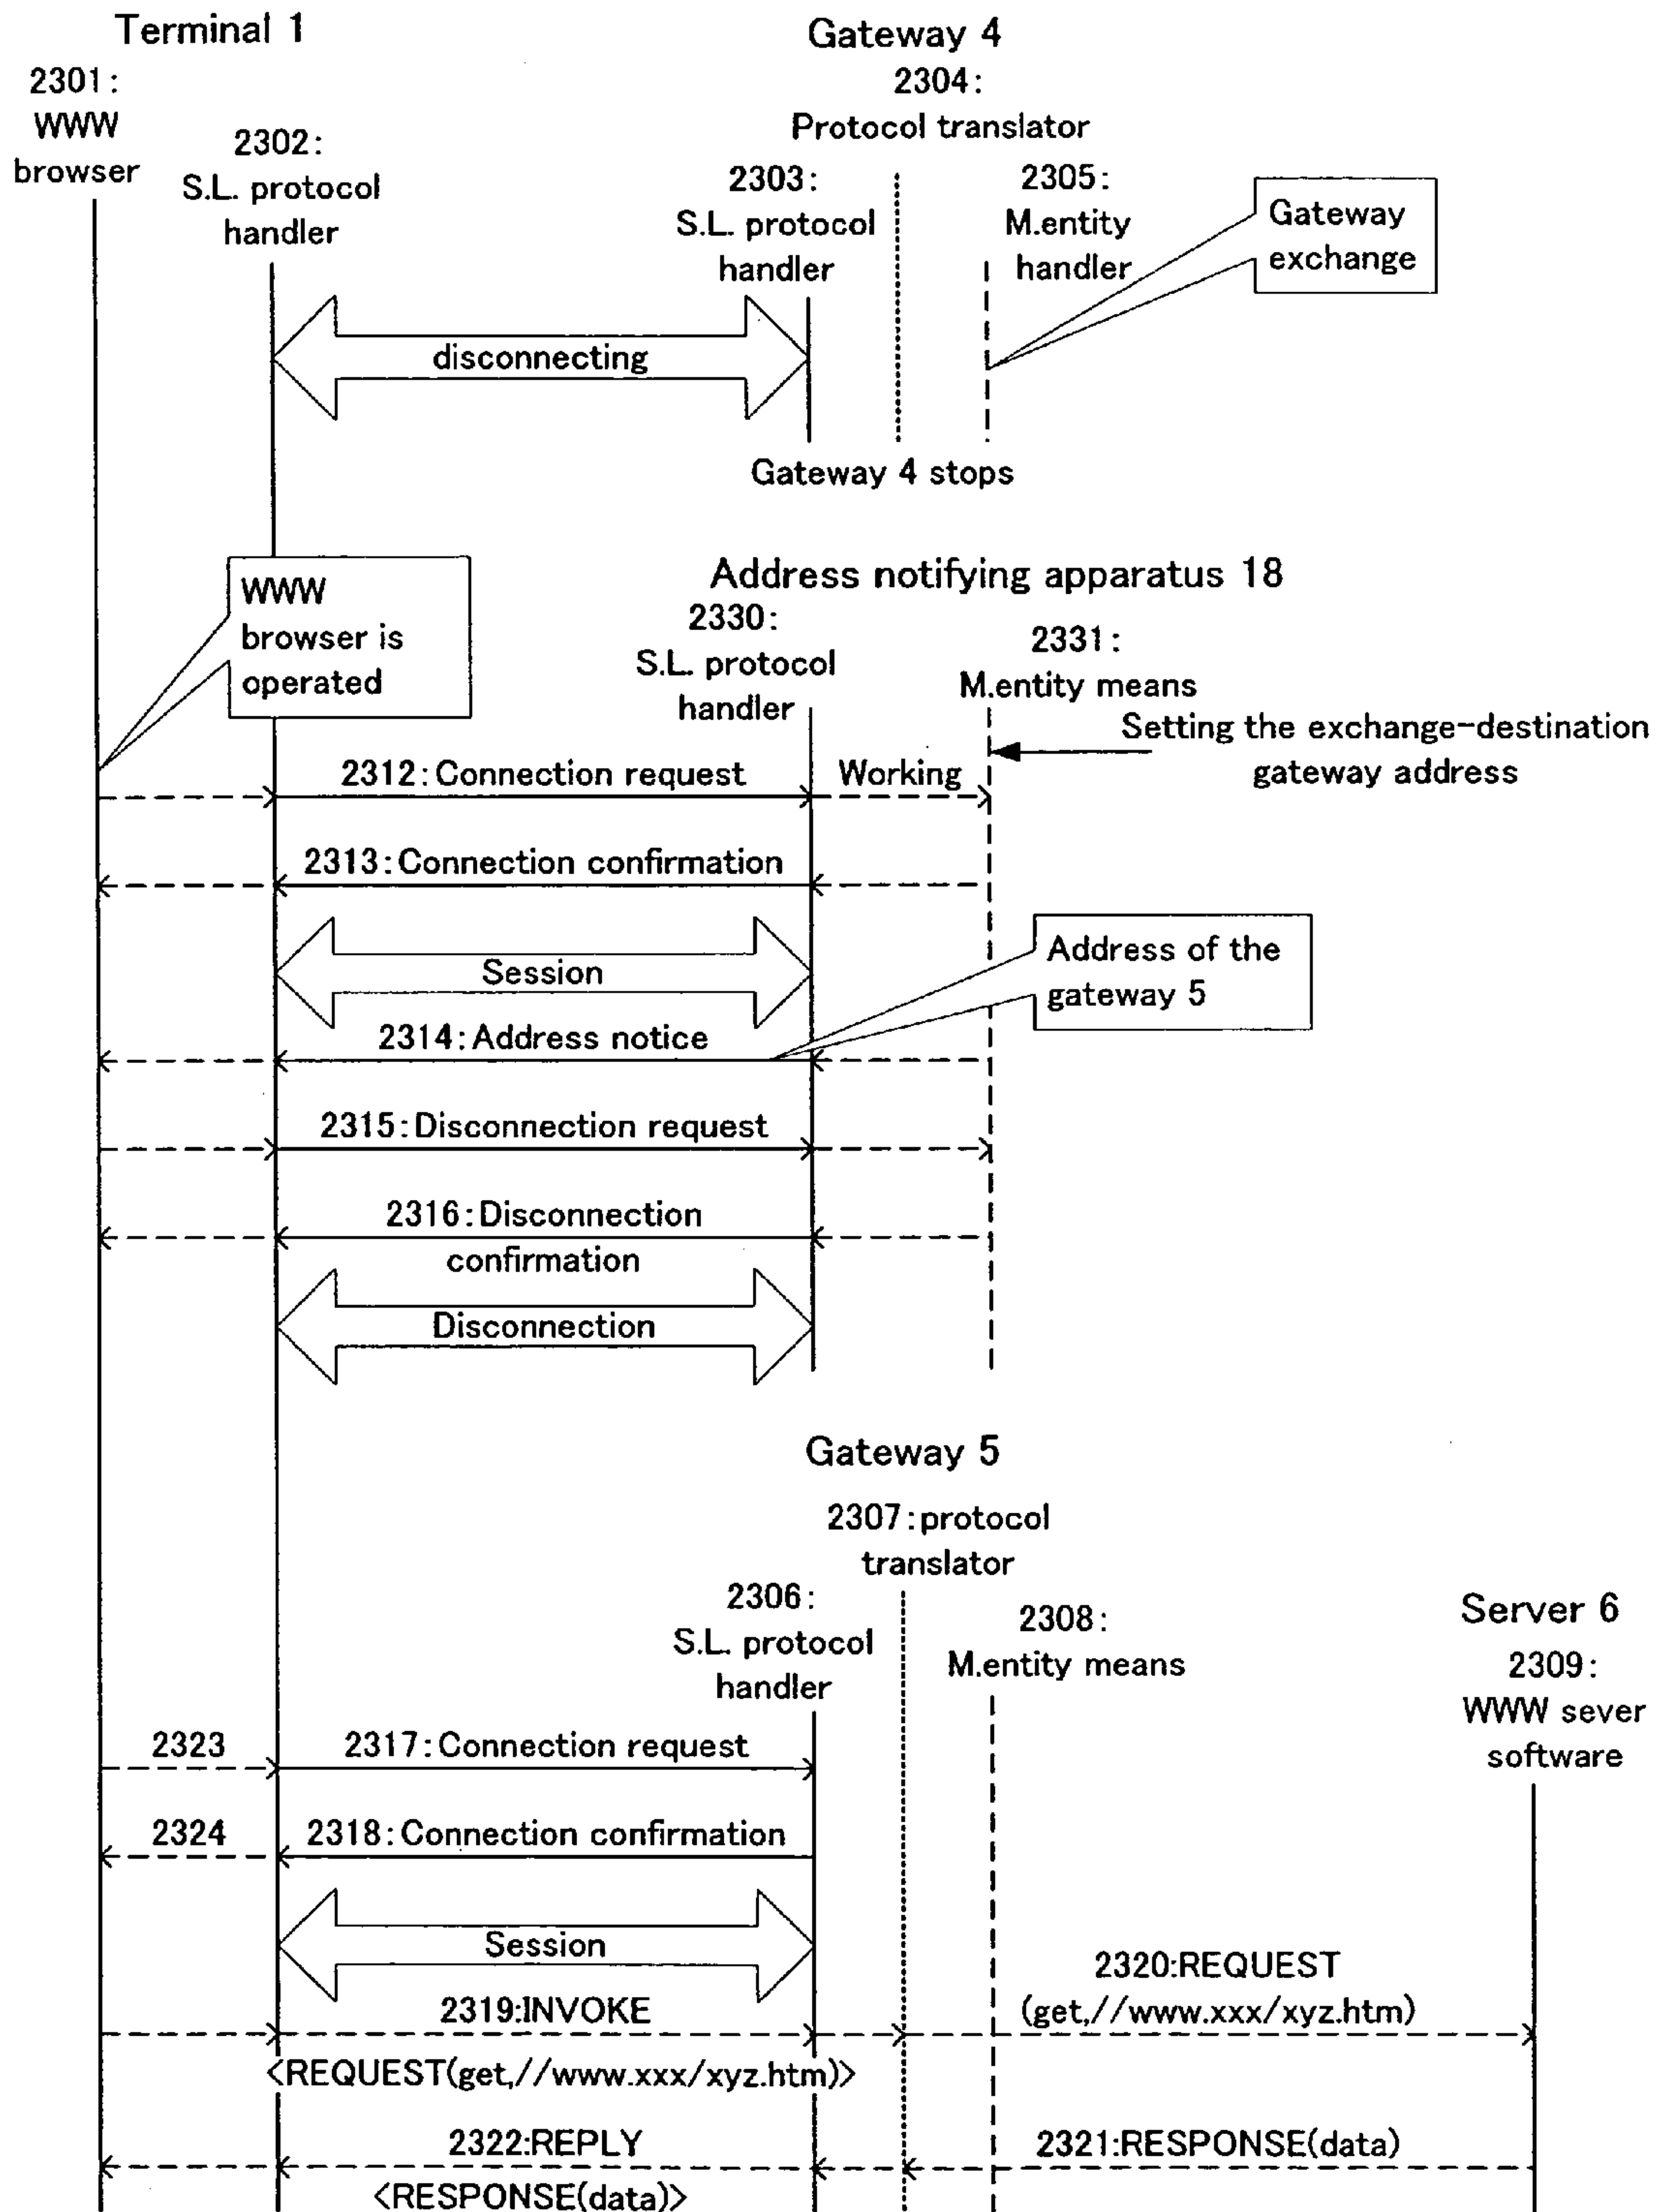 Terminal 1
Gateway 4
2301:
WWW
browser
2302:
S.L. protocol
handler
2304:
Protocol translator
2303:
S.L. protocol
handler
2305:
M.entity
handler
Gateway
exchange
disconnecting
Gateway 4 stops
WWW
browser is
operated
Address notifying apparatus 18
2330:
S.L. protocol
handler
2331:
M.entity means
Setting the exchange-destination
gateway address
2312:Connection request
Working
2313:Connection confirmation
Session
Address of the
gateway 5
2314:Address notice
2315:Disconnection request
2316:Disconnection
confirmation
Disconnection
Gateway 5
2307:protocol
translator
2306:
S.L. protocol
handler
2308:
M.entity means
Server 6
2309:
WWW sever
software
2323
2317:Connection request
2324
2318:Connection confirmation
Session
2319:INVOKE
<REQUEST(get,//www.xxx/xyz.htm)>
2320:REQUEST
(get,//www.xxx/xyz.htm)
2322:REPLY
<RESPONSE(data)>
2321:RESPONSE(data)